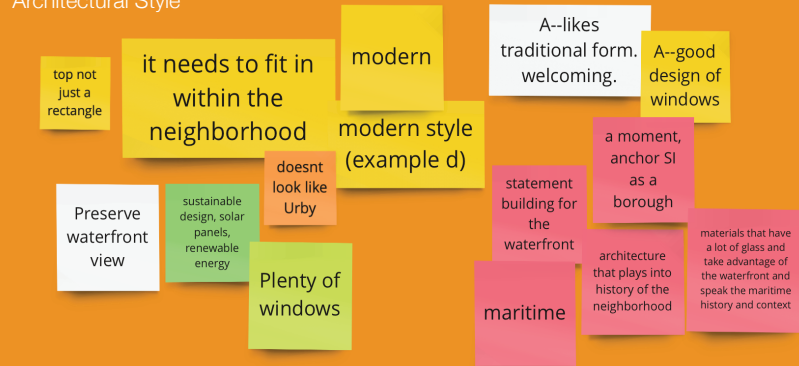 Architectural Style
top not
just a
rectangle
it needs to fit in
within the
neighborhood
modern
modern style
(example d)
A--likes
traditional form.
welcoming.
A--good
design of
windows
a moment,
anchor SI
as a
borough
doesnt
look like
Urby
Preserve
waterfront
view
sustainable
design, solar
panels,
renewable
energy
Plenty of
windows
statement
building for
the
waterfront
architecture
that plays into
history of the
neighborhood
materials that have
a lot of glass and
take advantage of
the waterfront and
speak the maritime
history and context
maritime